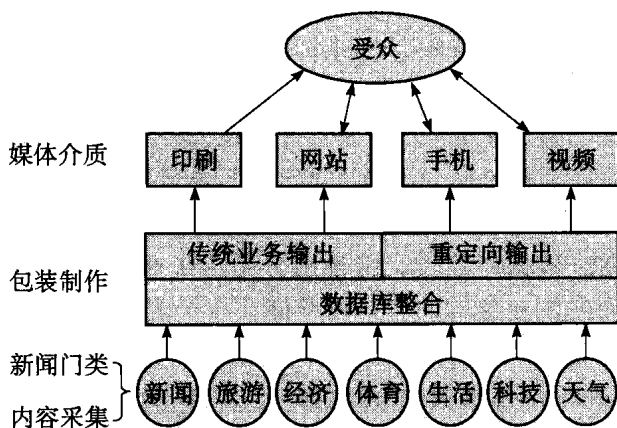 受众
媒体介质
印刷 网站 手机 视频
传统业务输出 重定向输出
包装制作
数据库整合
新闻门类
新闻 旅游 经济 体育 生活 科技 天气
内容采集